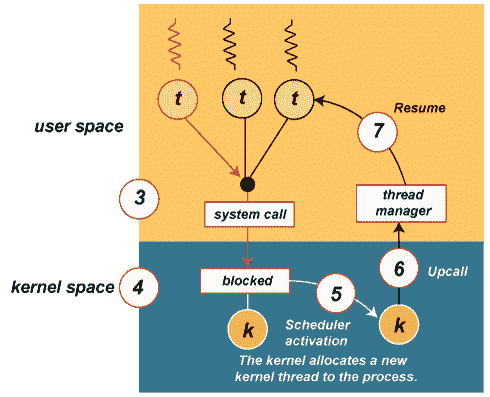 t
t
t
Resume
7
user space
3
system call
thread
manager
kernel space
4
blocked
5
6
Upcall
k
Scheduler
activation
k
The kernel allocates a new
kernel thread to the process.